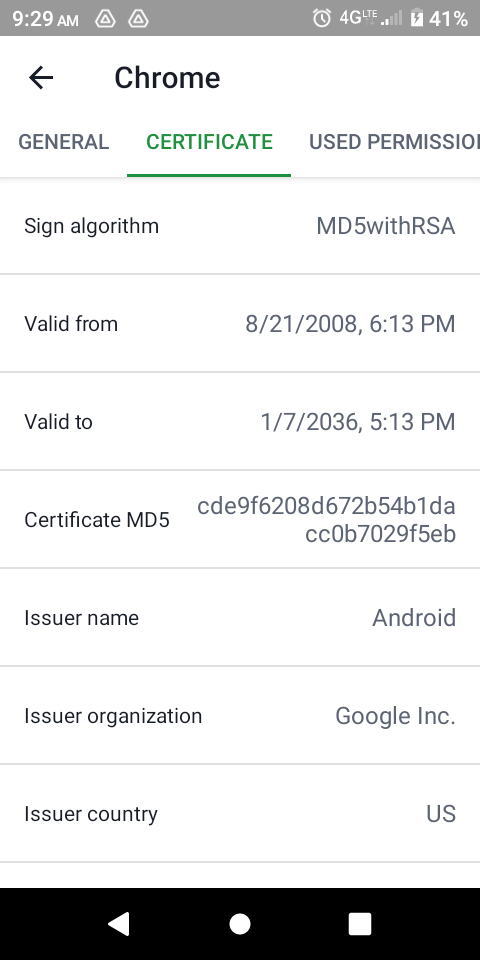 9:29 AM 4G LTE 41%
Chrome
GENERAL CERTIFICATE USED PERMISSIO
Sign algorithm MD5withRSA
Valid from 8/21/2008, 6:13 PM
Valid to 1/7/2036, 5:13 PM
Certificate MD5 cde9f6208d672b54b1da
cc0b7029f5eb
Issuer name Android
Issuer organization Google Inc.
Issuer country US